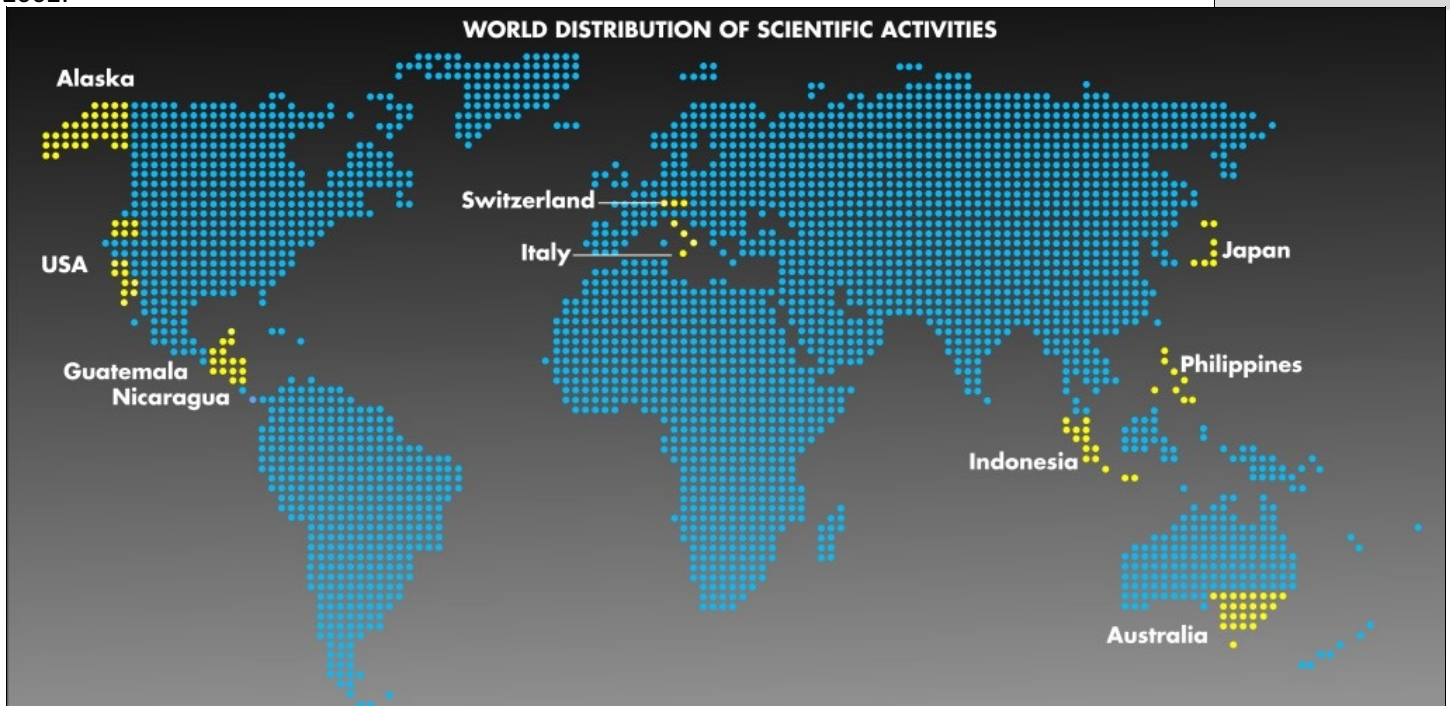 WORLD DISTRIBUTION OF SCIENTIFIC ACTIVITIES
Alaska
Switzerland
Italy
USA
Japan
Guatemala
Nicaragua
Philippines
Indonesia
Australia